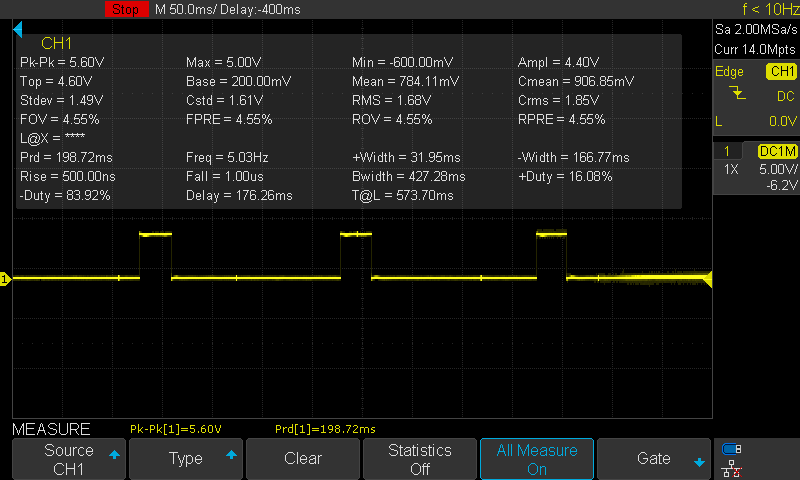 Stop M 50.0ms/ Delay:-400ms f < 10Hz
Sa 2.00MSa/s
Curr 14.0Mpts
Edge CH1
DC
L 0.0V
1 DC1M
1X 5.00V/
-6.2V
CH1
Pk-Pk = 5.60V Max = 5.00V Min = -600.00mV Ampl = 4.40V
Top = 4.60V Base = 200.00mV Mean = 784.11mV Cmean = 906.85mV
Stdev = 1.49V Cstd = 1.61V RMS = 1.68V Crms = 1.85V
FOV = 4.55% FPRE = 4.55% ROV = 4.55% RPRE = 4.55%
L@X = ****
Prd = 198.72ms Freq = 5.03Hz +Width = 31.95ms -Width = 166.77ms
Rise = 500.00ns Fall = 1.00us Bwidth = 427.28ms +Duty = 16.08%
-Duty = 83.92% Delay = 176.26ms T@L = 573.70ms
1
MEASURE Pk-Pk[1]=5.60V Prd[1]=198.72ms
Source
CH1
Type
Clear
Statistics
Off
All Measure
On
Gate